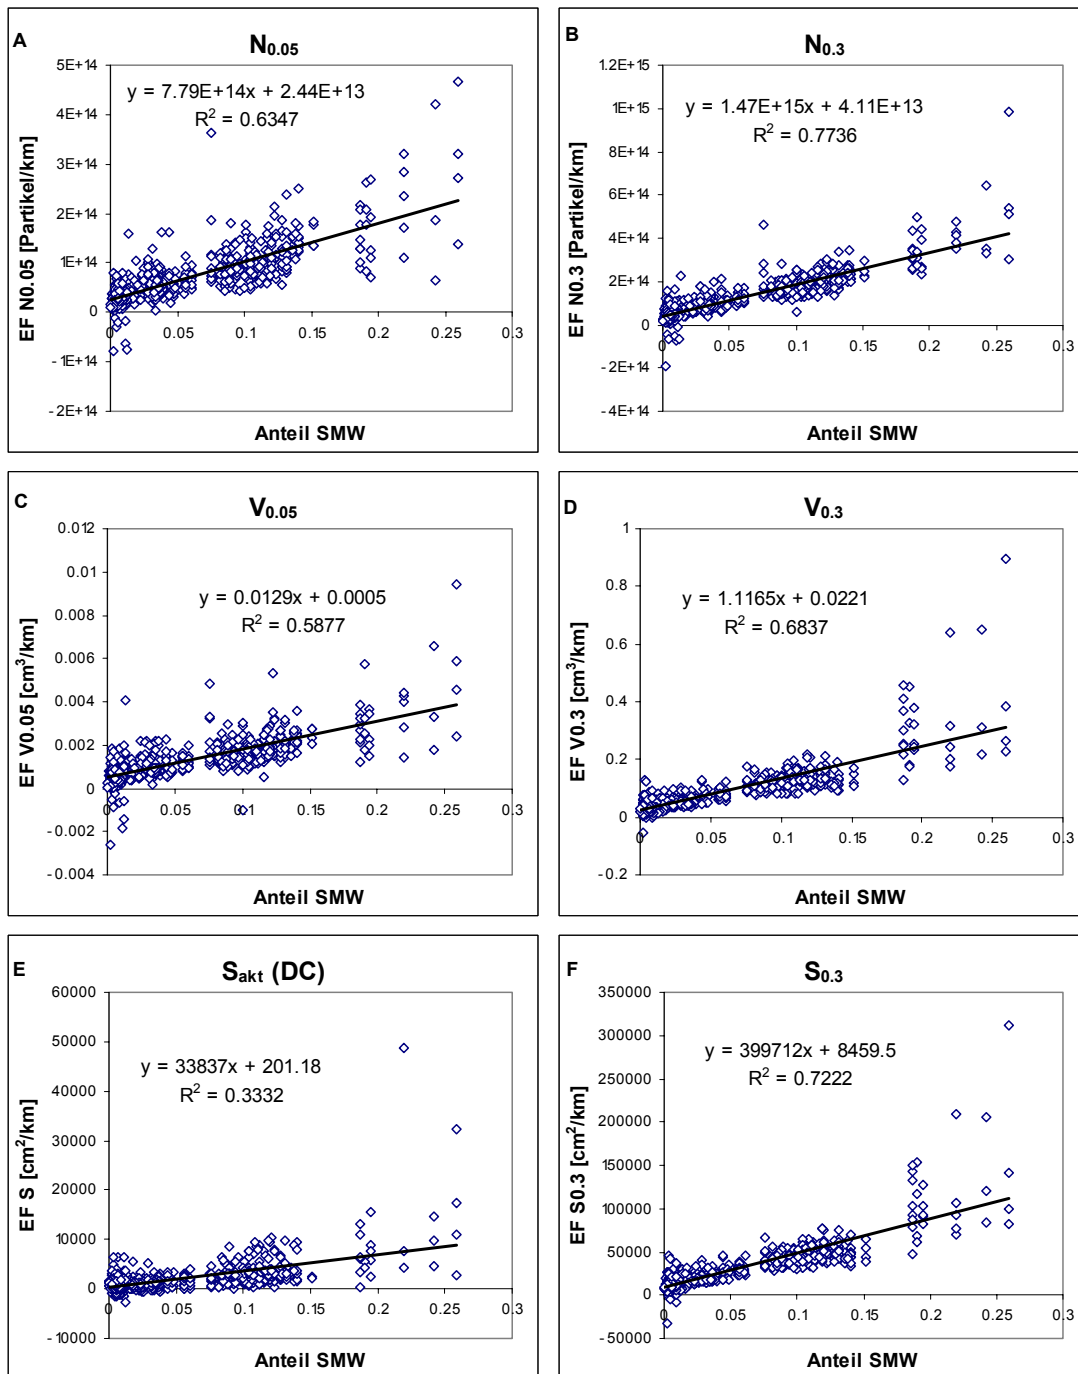 A
N0.05
5E+14
4E+14
3E+14
2E+14
1E+14
0
-1E+14
-2E+14
y = 7.79E+14x + 2.44E+13
R2 = 0.6347
0 0.05 0.1 0.15 0.2 0.25 0.3
EF N0.05 [Partikel/km]
Anteil SMW
B
N0.3
1.2E+15
1E+15
8E+14
6E+14
4E+14
2E+14
0
-2E+14
-4E+14
y = 1.47E+15x + 4.11E+13
R2 = 0.7736
0 0.05 0.1 0.15 0.2 0.25 0.3
EF N0.3 [Partikel/km]
Anteil SMW
C
V0.05
0.012
0.01
0.008
0.006
0.004
0.002
0
-0.002
-0.004
y = 0.0129x + 0.0005
R2 = 0.5877
0 0.05 0.1 0.15 0.2 0.25 0.3
EF V0.05 [cm3/km]
Anteil SMW
D
V0.3
1
0.8
0.6
0.4
0.2
0
-0.2
y = 1.1165x + 0.0221
R2 = 0.6837
0 0.05 0.1 0.15 0.2 0.25 0.3
EF V0.3 [cm3/km]
Anteil SMW
E
Sakt (DC)
60000
50000
40000
30000
20000
10000
0
-10000
y = 33837x + 201.18
R2 = 0.3332
0 0.05 0.1 0.15 0.2 0.25 0.3
EF S [cm2/km]
Anteil SMW
F
S0.3
350000
300000
250000
200000
150000
100000
50000
0
-50000
y = 399712x + 8459.5
R2 = 0.7222
0 0.05 0.1 0.15 0.2 0.25 0.3
EF S0.3 [cm2/km]
Anteil SMW